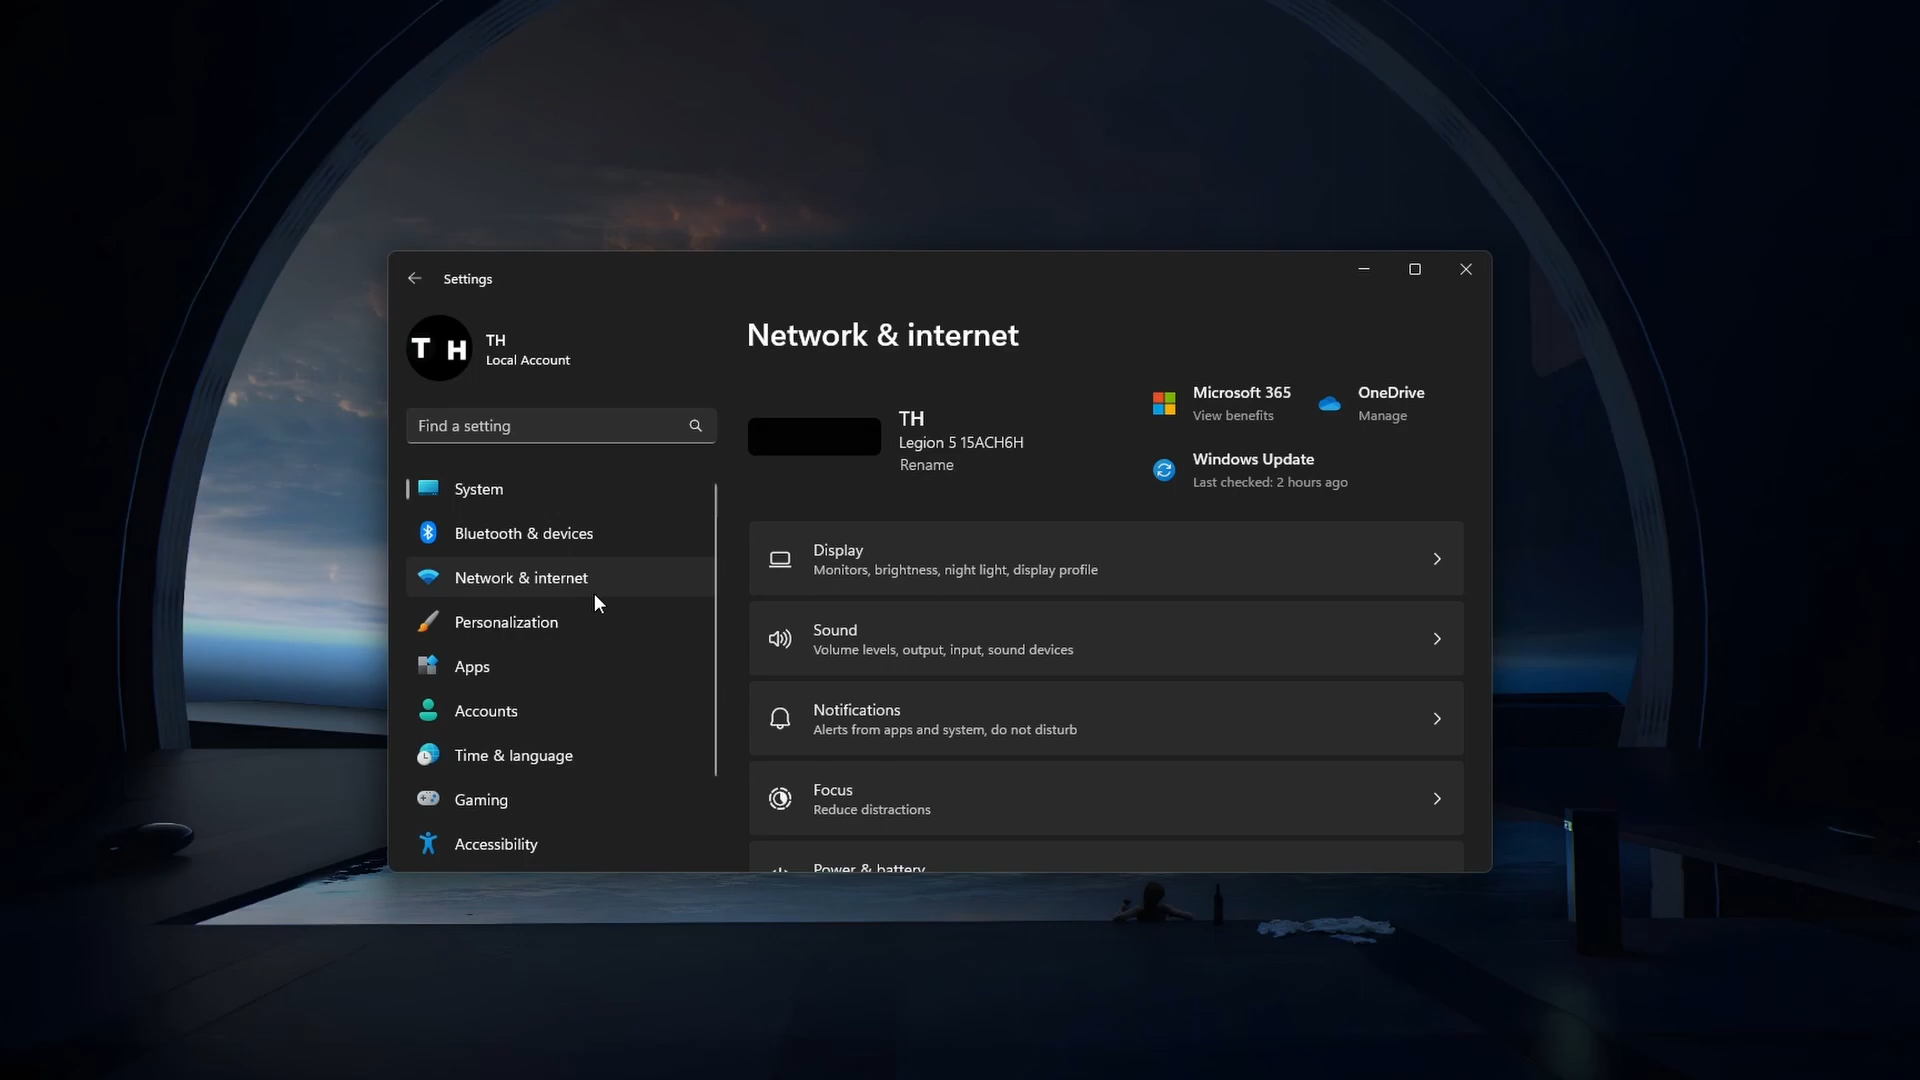 Settings
T H
TH
Local Account
Find a setting
System
Bluetooth & devices
Network & internet
Personalization
Apps
Accounts
Time & language
Gaming
Accessibility
Network & internet
TH
Legion 5 15ACH6H
Rename
Microsoft 365
View benefits
OneDrive
Manage
Windows Update
Last checked: 2 hours ago
Display
Monitors, brightness, night light, display profile
Sound
Volume levels, output, input, sound devices
Notifications
Alerts from apps and system, do not disturb
Focus
Reduce distractions
Power & battery